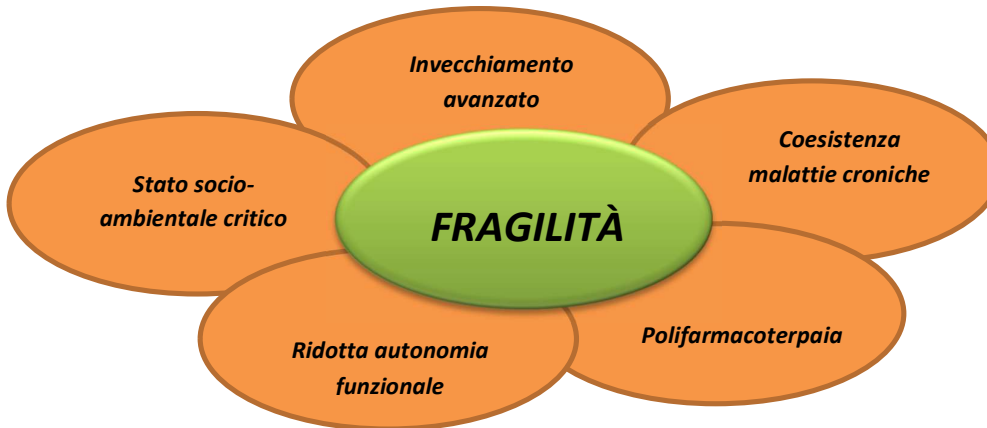 Invecchiamento
avanzato
Coesistenza
malattie croniche
Stato socio-
ambientale critico
FRAGILITÀ
Polifarmacoterpaia
Ridotta autonomia
funzionale